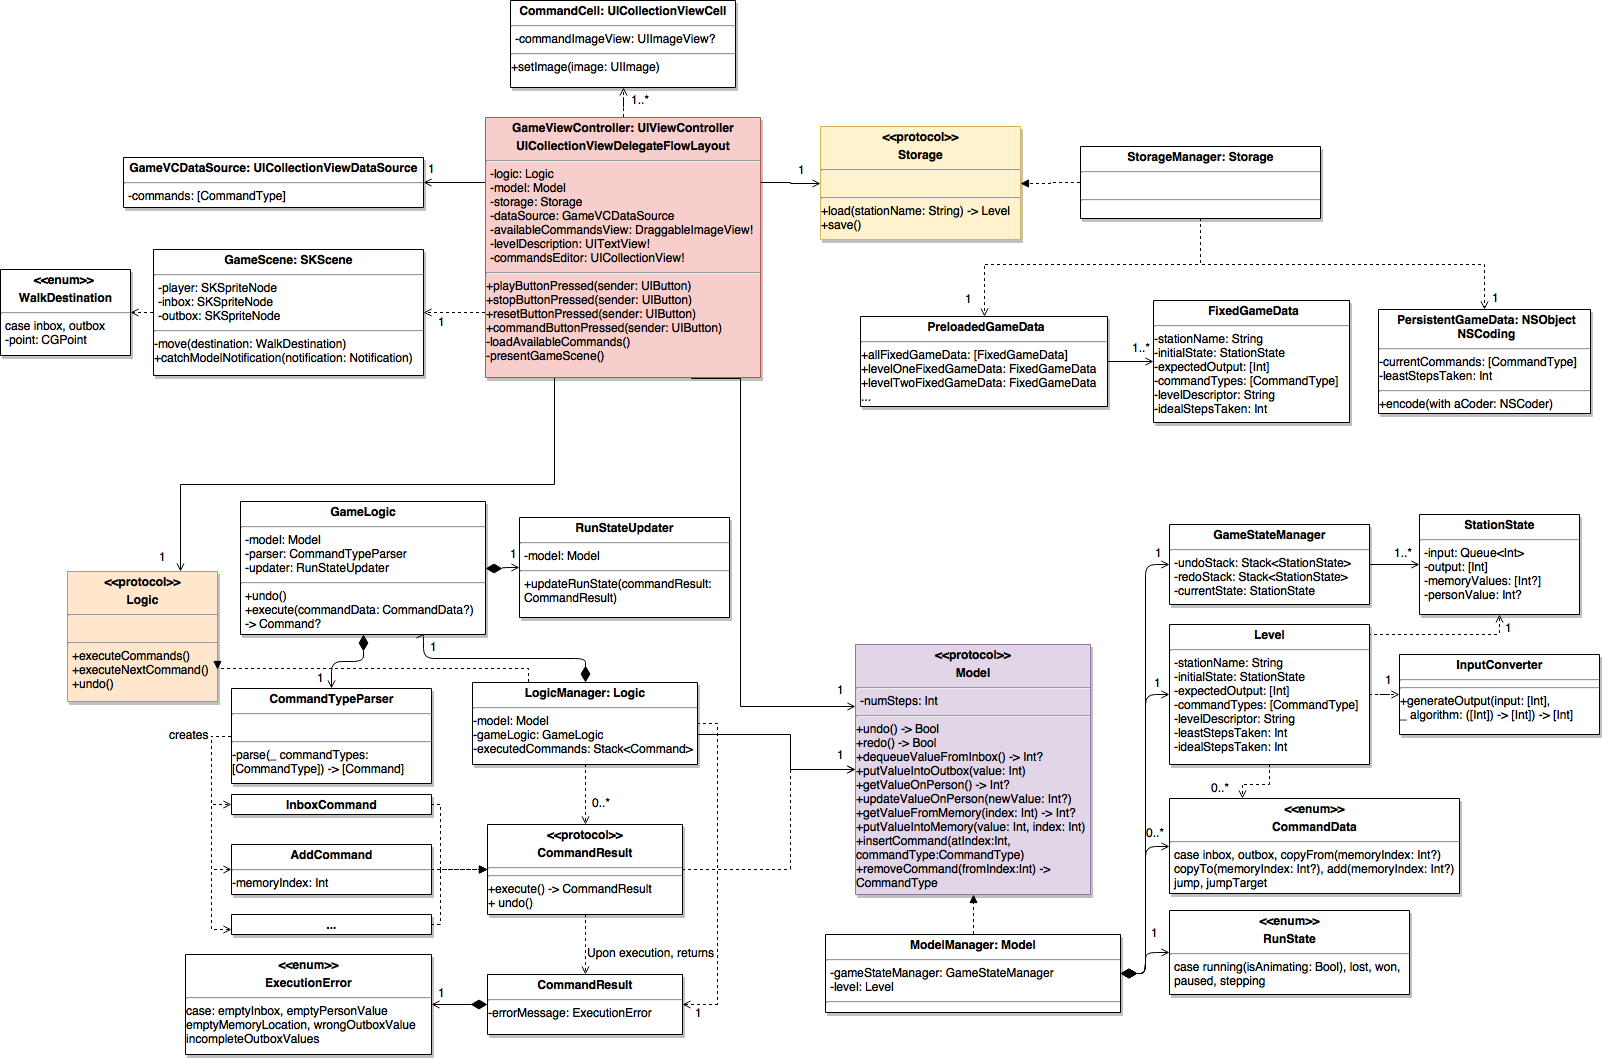 CommandCell: UICollectionViewCell
-commandImageView: UIImageView?
+setImage(image: UIImage)
1..*
GameViewController: UIViewController
UICollectionViewDelegateFlowLayout
-logic: Logic
-model: Model
-storage: Storage
-dataSource: GameVCDataSource
-availableCommandsView: DraggableImageView!
-levelDescription: UITextView!
-commandsEditor: UICollectionView!
+playButtonPressed(sender: UIButton)
+stopButtonPressed(sender: UIButton)
+resetButtonPressed(sender: UIButton)
+commandButtonPressed(sender: UIButton)
-loadAvailableCommands()
-presentGameScene()
GameVCDataSource: UICollectionViewDataSource
-commands: [CommandType]
1
<<enum>>
WalkDestination
case inbox, outbox
-point: CGPoint
GameScene: SKScene
-player: SKSpriteNode
-inbox: SKSpriteNode
-outbox: SKSpriteNode
-move(destination: WalkDestination)
+catchModelNotification(notification: Notification)
1
1
<<protocol>>
Storage
+load(stationName: String) -> Level
+save()
StorageManager: Storage
1
1
PreloadedGameData
+allFixedGameData: [FixedGameData]
+levelOneFixedGameData: FixedGameData
+levelTwoFixedGameData: FixedGameData
...
1..*
FixedGameData
-stationName: String
-initialState: StationState
-expectedOutput: [Int]
-commandTypes: [CommandType]
-levelDescriptor: String
-idealStepsTaken: Int
PersistentGameData: NSObject
NSCoding
-currentCommands: [CommandType]
-leastStepsTaken: Int
+encode(with aCoder: NSCoder)
1
<<protocol>>
Logic
+executeCommands()
+executeNextCommand()
+undo()
GameLogic
-model: Model
-parser: CommandTypeParser
-updater: RunStateUpdater
+undo()
+execute(commandData: CommandData?)
-> Command?
1
RunStateUpdater
-model: Model
+updateRunState(commandResult:
CommandResult)
1
1
CommandTypeParser
-parse(_ commandTypes:
[CommandType]) -> [Command]
creates
InboxCommand
AddCommand
-memoryIndex: Int
...
LogicManager: Logic
-model: Model
-gameLogic: GameLogic
-executedCommands: Stack<Command>
0..*
<<protocol>>
CommandResult
+execute() -> CommandResult
+ undo()
Upon execution, returns
CommandResult
-errorMessage: ExecutionError
1
1
<<enum>>
ExecutionError
case: emptyInbox, emptyPersonValue
emptyMemoryLocation, wrongOutboxValue
incompleteOutboxValues
1
1
<<protocol>>
Model
-numSteps: Int
+undo() -> Bool
+redo() -> Bool
+dequeueValueFromInbox() -> Int?
+putValueIntoOutbox(value: Int)
+getValueOnPerson() -> Int?
+updateValueOnPerson(newValue: Int?)
+getValueFromMemory(index: Int) -> Int?
+putValueIntoMemory(value: Int, index: Int)
+insertCommand(atIndex:Int,
commandType:CommandType)
+removeCommand(fromIndex:Int) ->
CommandType
ModelManager: Model
-gameStateManager: GameStateManager
-level: Level
1
GameStateManager
-undoStack: Stack<StationState>
-redoStack: Stack<StationState>
-currentState: StationState
1..*
StationState
-input: Queue<Int>
-output: [Int]
-memoryValues: [Int?]
-personValue: Int?
1
1
Level
-stationName: String
-initialState: StationState
-expectedOutput: [Int]
-commandTypes: [CommandType]
-levelDescriptor: String
-leastStepsTaken: Int
-idealStepsTaken: Int
1
InputConverter
+generateOutput(input: [Int],
_ algorithm: ([Int]) -> [Int]) -> [Int]
0..*
0..*
<<enum>>
CommandData
case inbox, outbox, copyFrom(memoryIndex: Int?)
copyTo(memoryIndex: Int?), add(memoryIndex: Int?)
jump, jumpTarget
1
<<enum>>
RunState
case running(isAnimating: Bool), lost, won,
paused, stepping